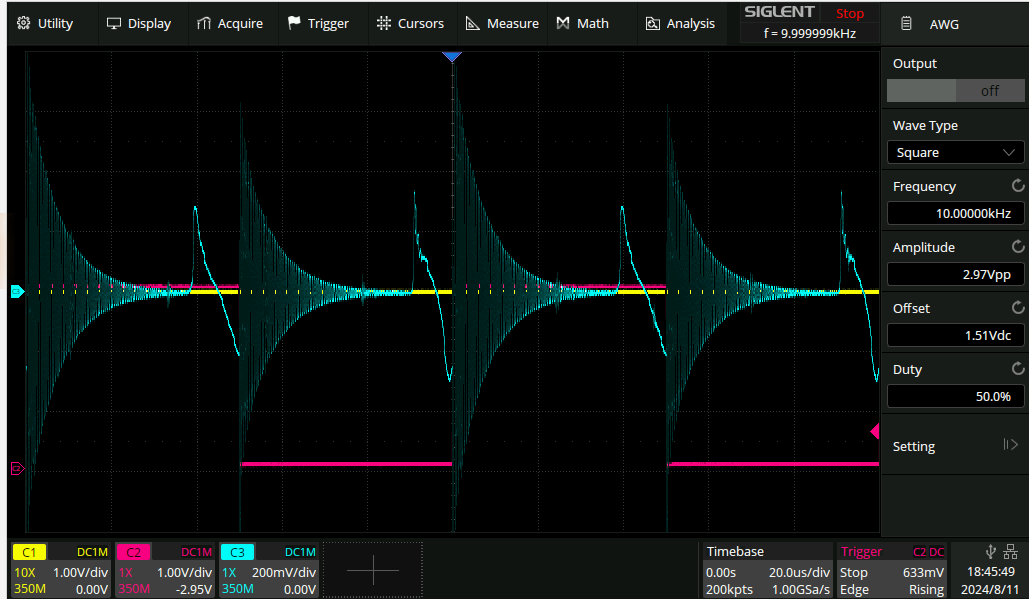 Utility Display Acquire Trigger Cursors Measure Math Analysis SIGLENT Stop
f = 9.999999kHz
AWG
Output
off
Wave Type
Square
Frequency
10.00000kHz
Amplitude
2.97Vpp
Offset
1.51Vdc
Duty
50.0%
Setting
C2
C1 DC1M
10X 1.00V/div
350M 0.00V
C2 DC1M
1X 1.00V/div
350M -2.95V
C3 DC1M
1X 200mV/div
350M 0.00V
Timebase
0.00s 20.0us/div
200kpts 1.00GSa/s
Trigger C2 DC
Stop 633mV
Edge Rising
18:45:49
2024/8/11